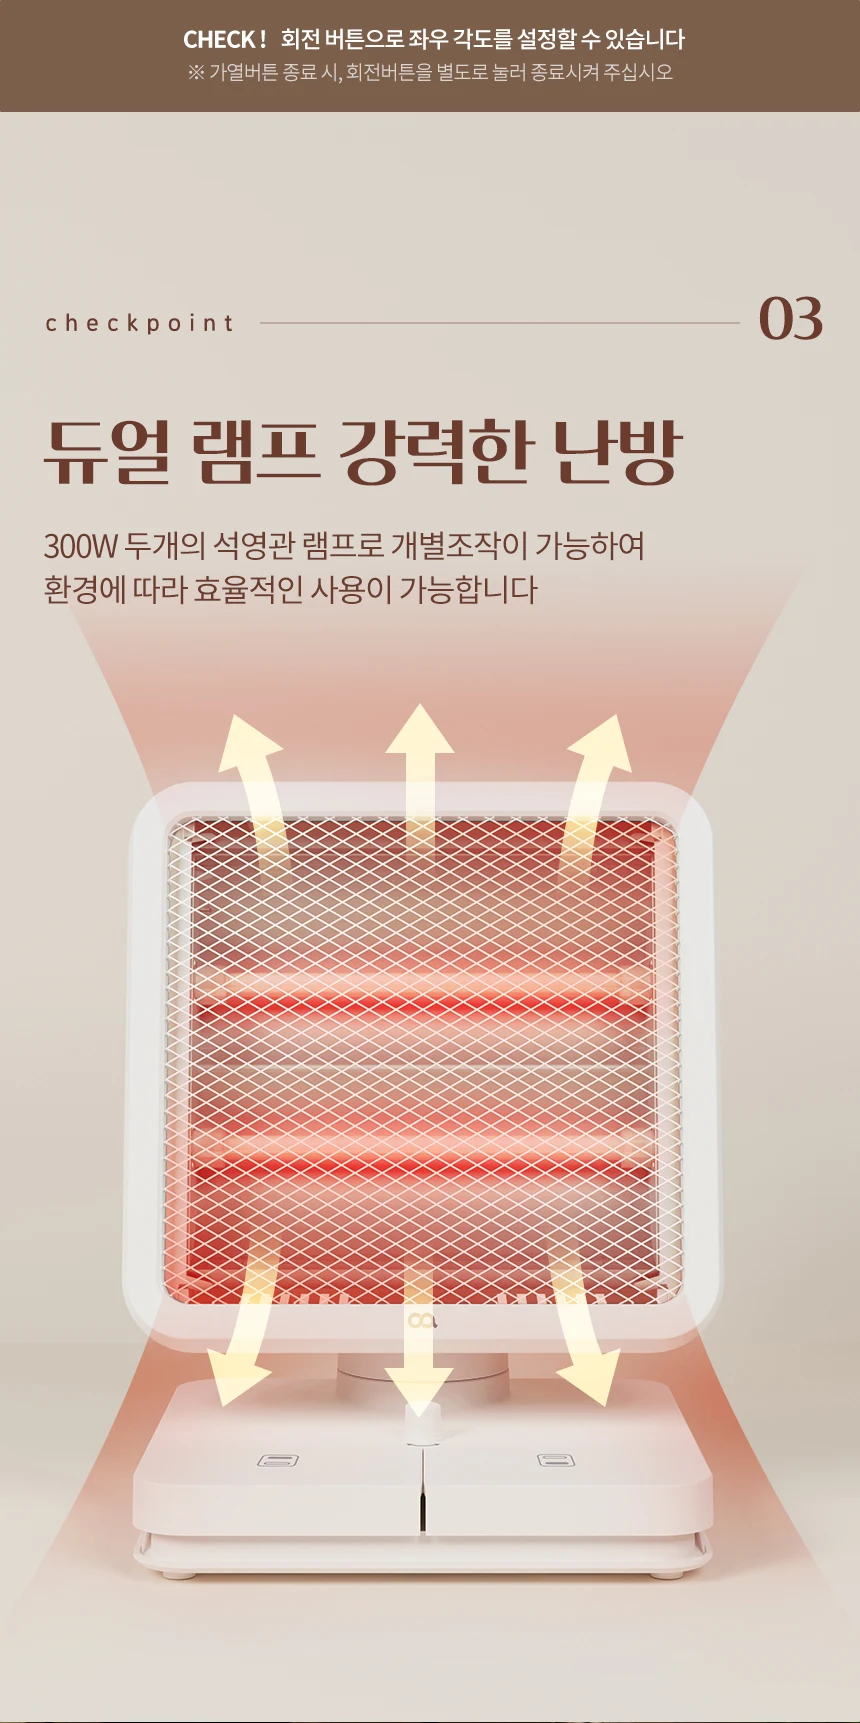 CHECK ! 회전 버튼으로 좌우 각도를 설정할 수 있습니다
※ 가열버튼 종료 시, 회전버튼을 별도로 눌러 종료시켜 주십시오
checkpoint 03
듀얼 램프 강력한 난방
300W 두개의 석영관 램프로 개별조작이 가능하여
환경에 따라 효율적인 사용이 가능합니다